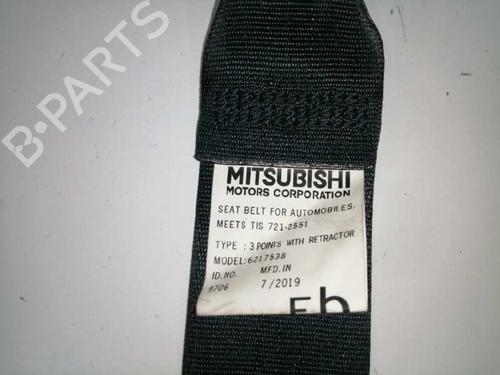 B-PARTS
MITSUBISHI
MOTORS CORPORATION
SEAT BELT FOR AUTOMOBILES.
MEETS TIS 721-2551
TYPE : 3 POINTS WITH RETRACTOR
MODEL:6217538
ID.NO. MFD.IN
9706 7/2019
Eb